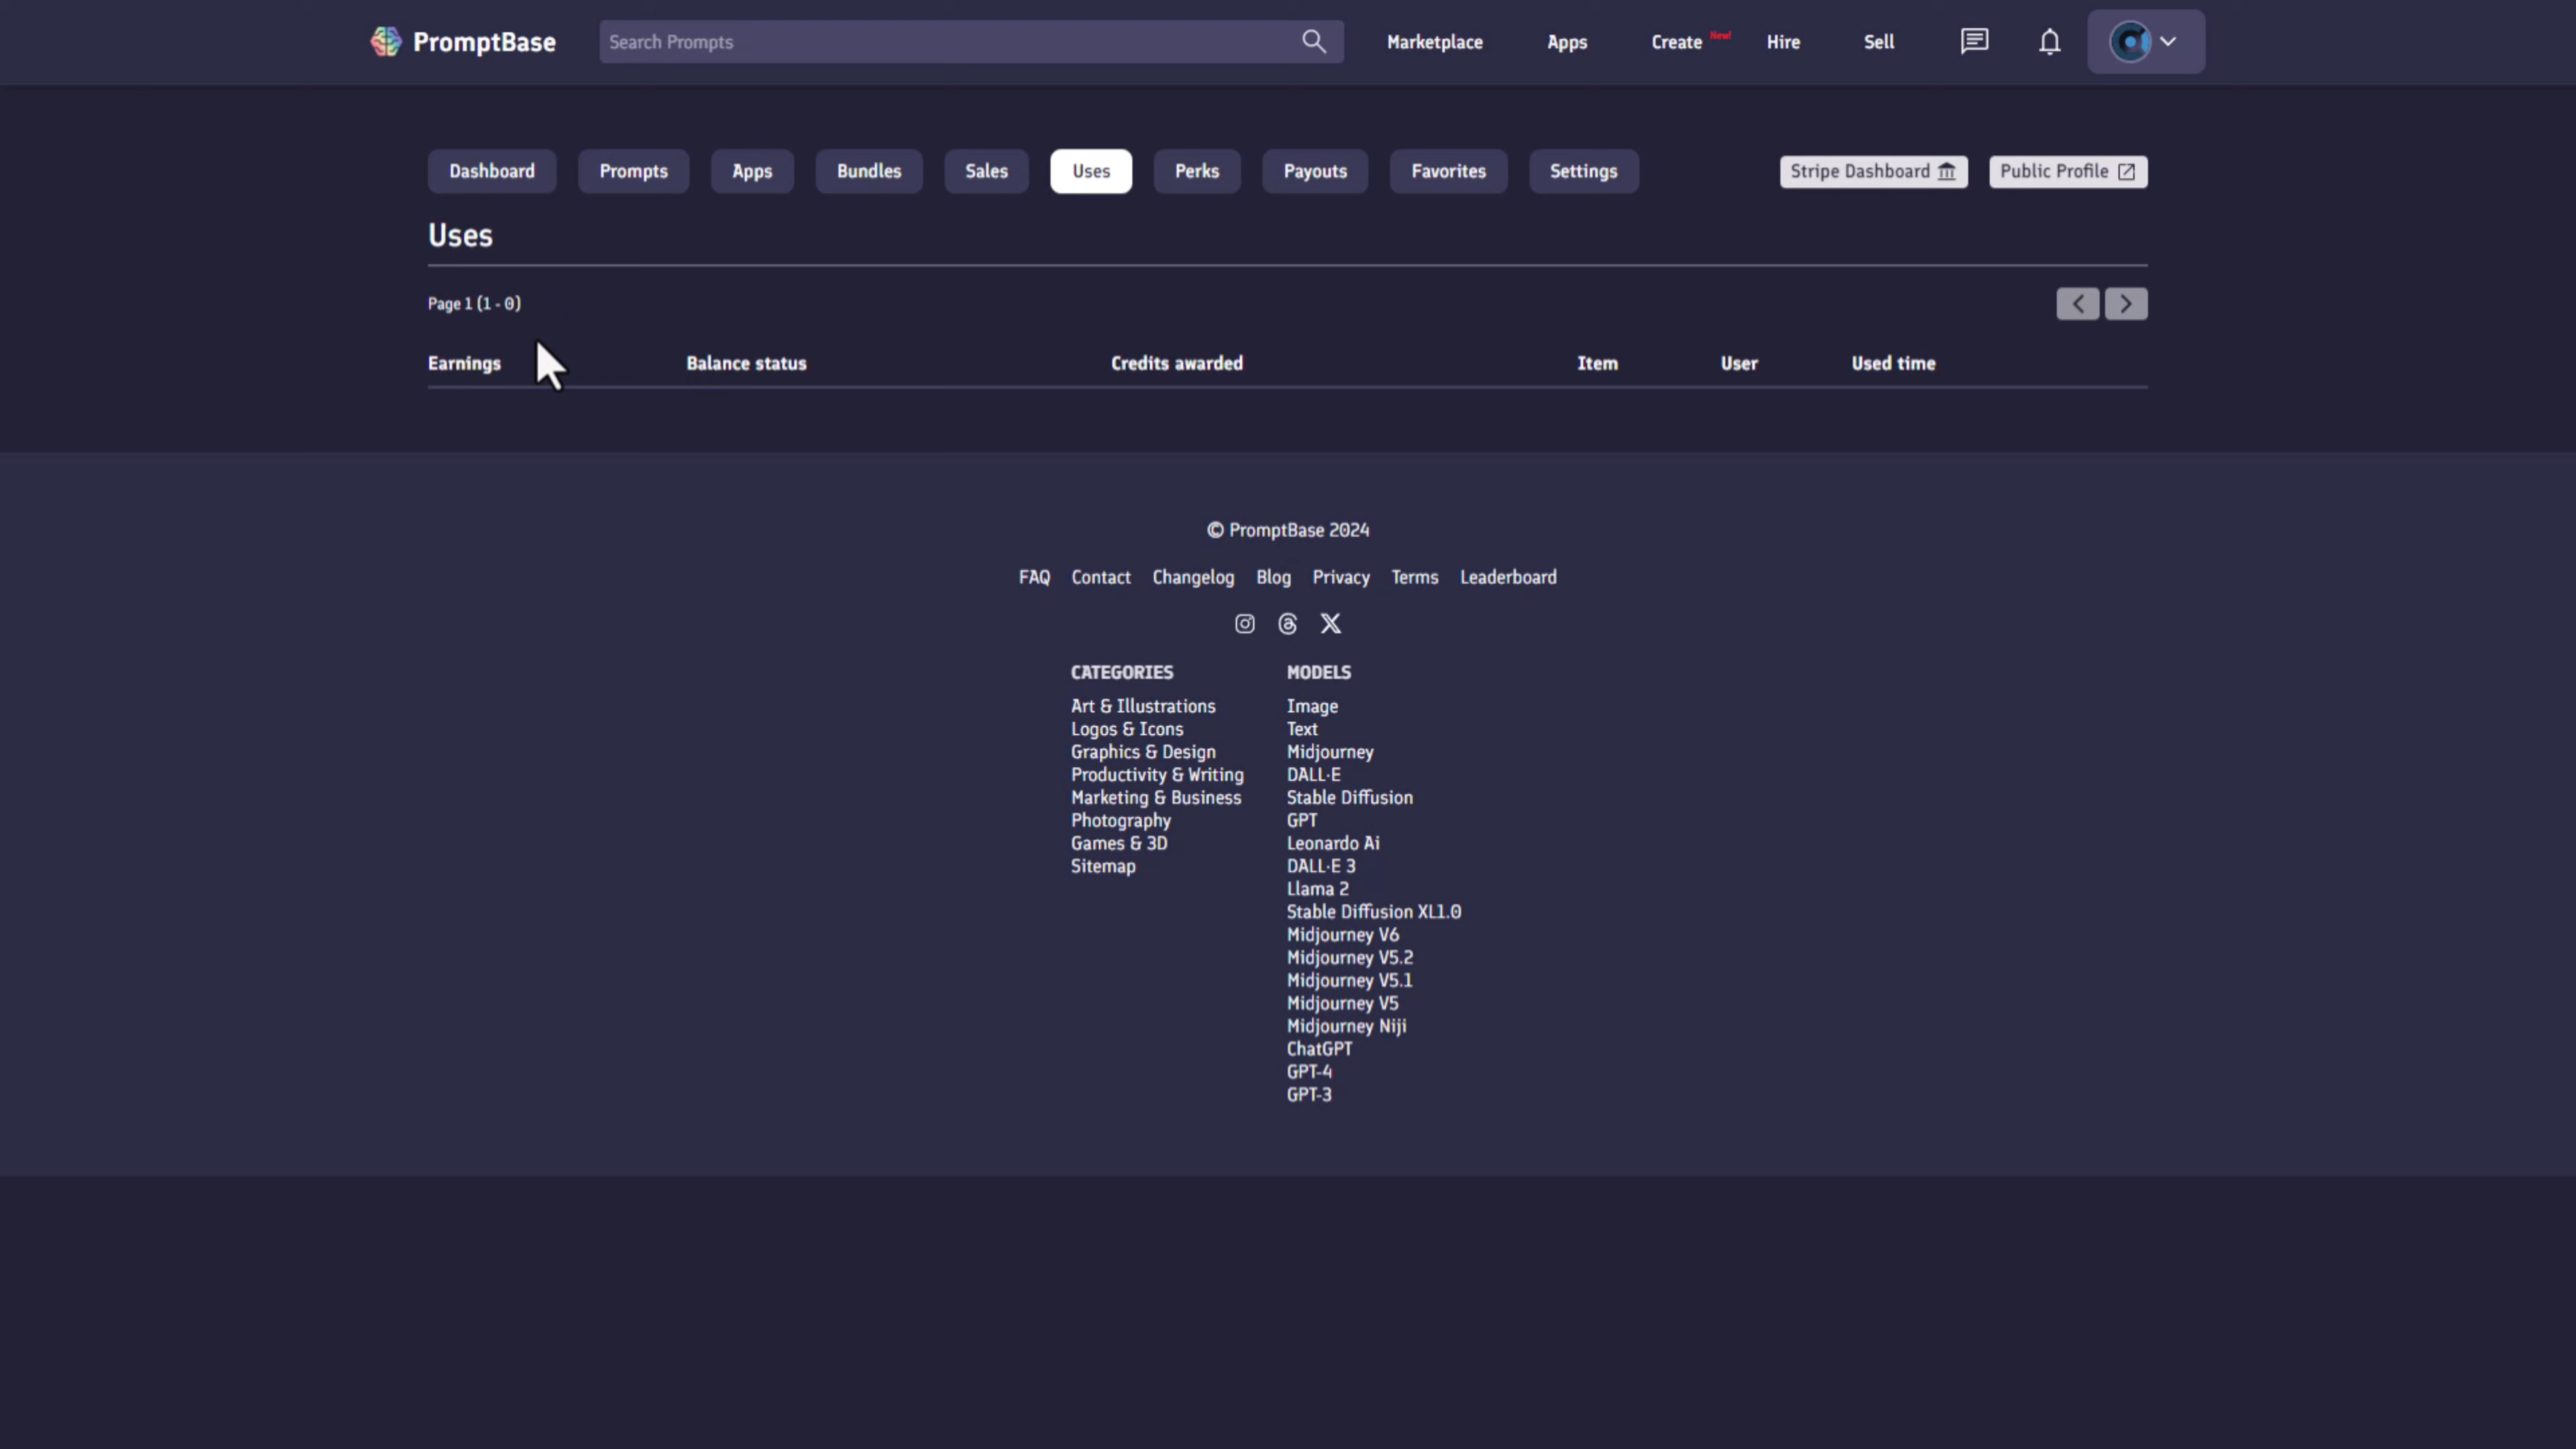 PromptBase
Search Prompts
Marketplace Apps Create New! Hire Sell
Dashboard Prompts Apps Bundles Sales Uses Perks Payouts Favorites Settings Stripe Dashboard Public Profile
Uses
Page 1 (1 - 0)
Earnings Balance status Credits awarded Item User Used time
© PromptBase 2024
FAQ Contact Changelog Blog Privacy Terms Leaderboard
CATEGORIES
Art & Illustrations
Logos & Icons
Graphics & Design
Productivity & Writing
Marketing & Business
Photography
Games & 3D
Sitemap
MODELS
Image
Text
Midjourney
DALL·E
Stable Diffusion
GPT
Leonardo Ai
DALL·E 3
Llama 2
Stable Diffusion XL1.0
Midjourney V6
Midjourney V5.2
Midjourney V5.1
Midjourney V5
Midjourney Niji
ChatGPT
GPT-4
GPT-3